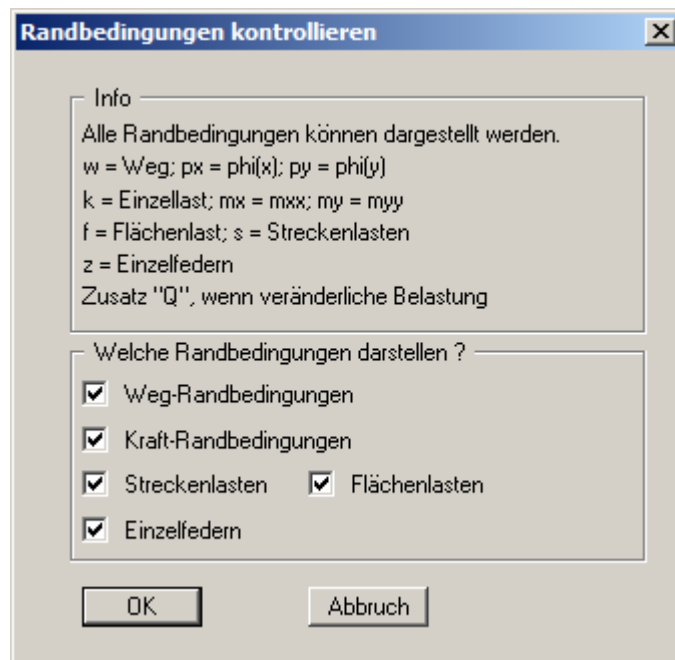 Randbedingungen kontrollieren
Info
Alle Randbedingungen können dargestellt werden.
w = Weg; px = phi(x); py = phi(y)
k = Einzellast; mx = mxx; my = myy
f = Flächenlast; s = Streckenlasten
z = Einzelfedern
Zusatz "Q", wenn veränderliche Belastung
Welche Randbedingungen darstellen ?
Weg-Randbedingungen
Kraft-Randbedingungen
Streckenlasten Flächenlasten
Einzelfedern
OK Abbruch